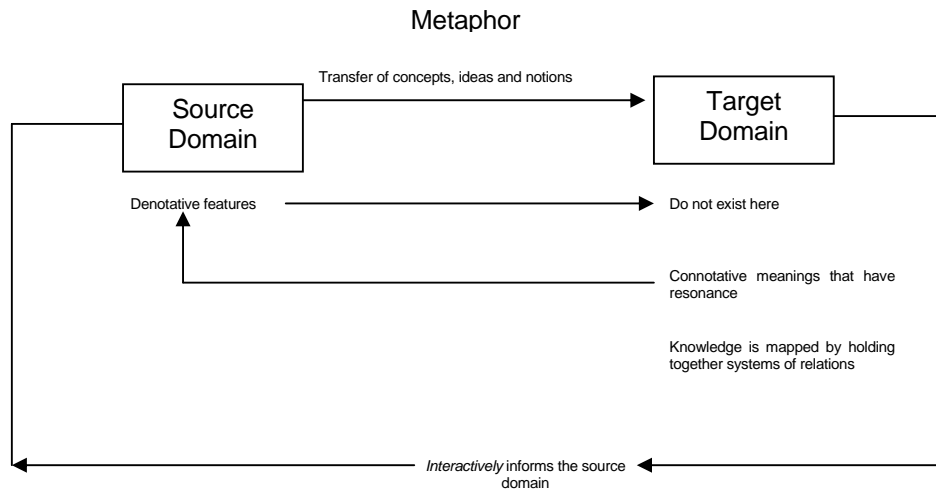 Metaphor
Transfer of concepts, ideas and notions
Source
Domain
Target
Domain
Denotative features
Do not exist here
Connotative meanings that have
resonance
Knowledge is mapped by holding
together systems of relations
Interactively informs the source
domain